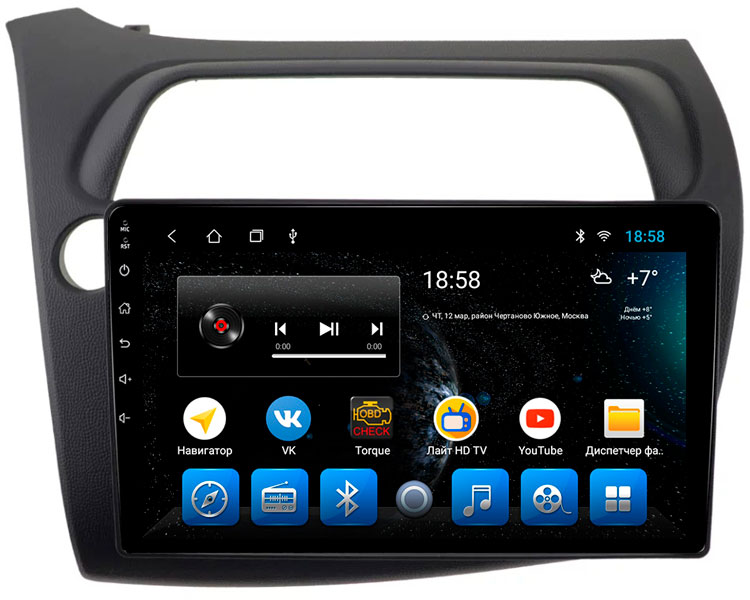 MIC
RST
18:58
18:58
+7°
ЧТ, 12 мар, район Чертаново Южное, Москва
Днём +8°
Ночью +5°
0:00
0:00
OBD
CHECK
Навигатор
VK
Torque
Лайт HD TV
YouTube
Диспетчер фа..